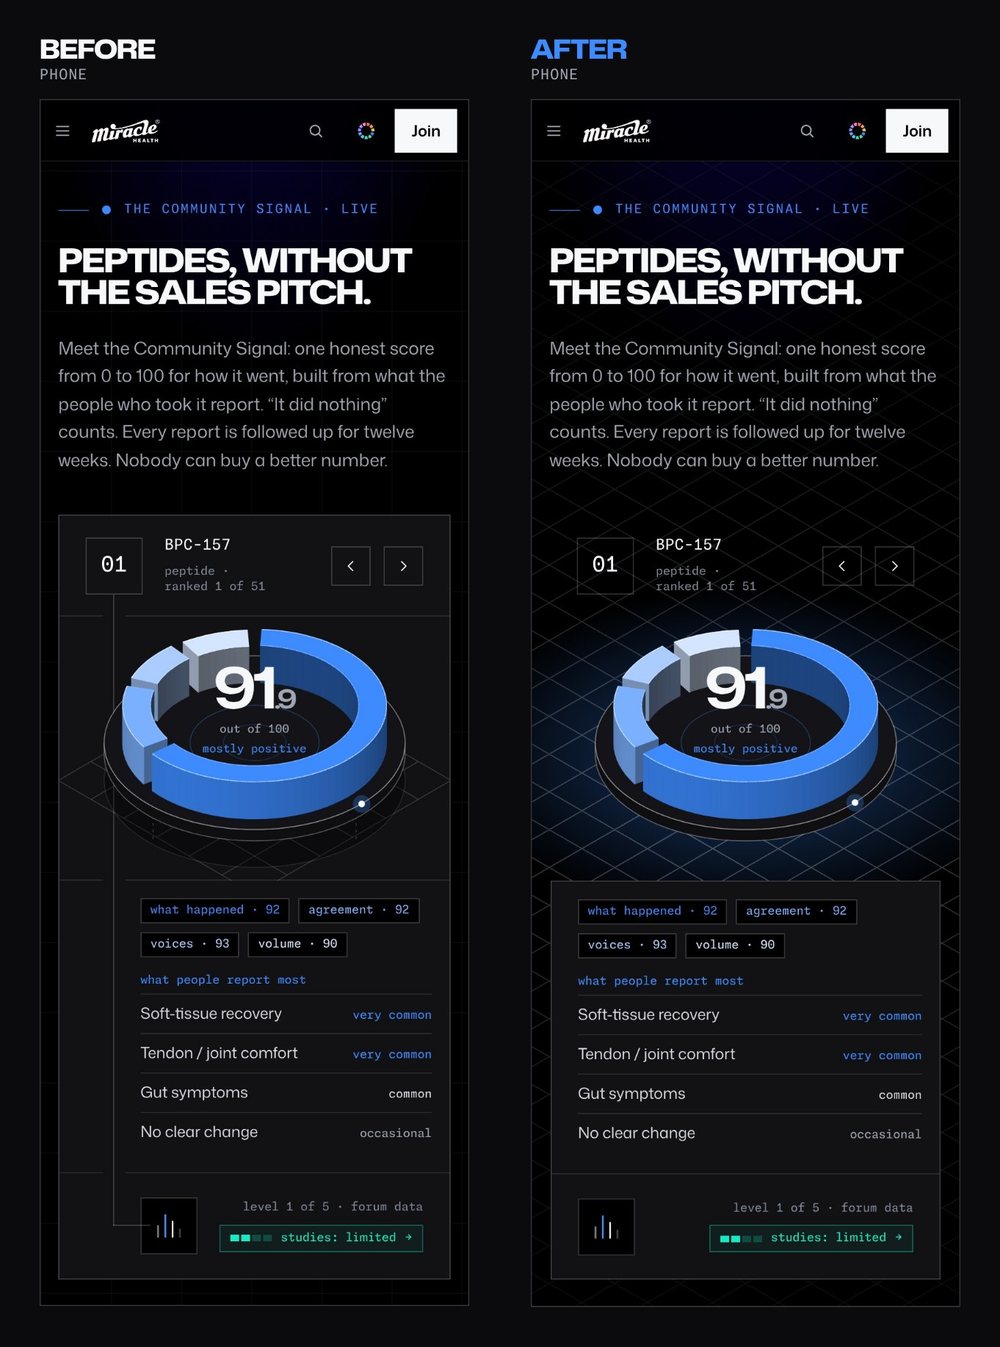 BEFORE
PHONE
miracle®
HEALTH
Join
THE COMMUNITY SIGNAL · LIVE
PEPTIDES, WITHOUT
THE SALES PITCH.
Meet the Community Signal: one honest score
from 0 to 100 for how it went, built from what the
people who took it report. “It did nothing”
counts. Every report is followed up for twelve
weeks. Nobody can buy a better number.
01
BPC-157
peptide ·
ranked 1 of 51
91.9
out of 100
mostly positive
what happened · 92
agreement · 92
voices · 93
volume · 90
what people report most
Soft-tissue recovery very common
Tendon / joint comfort very common
Gut symptoms common
No clear change occasional
level 1 of 5 · forum data
studies: limited →
AFTER
PHONE
miracle®
HEALTH
Join
THE COMMUNITY SIGNAL · LIVE
PEPTIDES, WITHOUT
THE SALES PITCH.
Meet the Community Signal: one honest score
from 0 to 100 for how it went, built from what the
people who took it report. “It did nothing”
counts. Every report is followed up for twelve
weeks. Nobody can buy a better number.
01
BPC-157
peptide ·
ranked 1 of 51
91.9
out of 100
mostly positive
what happened · 92
agreement · 92
voices · 93
volume · 90
what people report most
Soft-tissue recovery very common
Tendon / joint comfort very common
Gut symptoms common
No clear change occasional
level 1 of 5 · forum data
studies: limited →